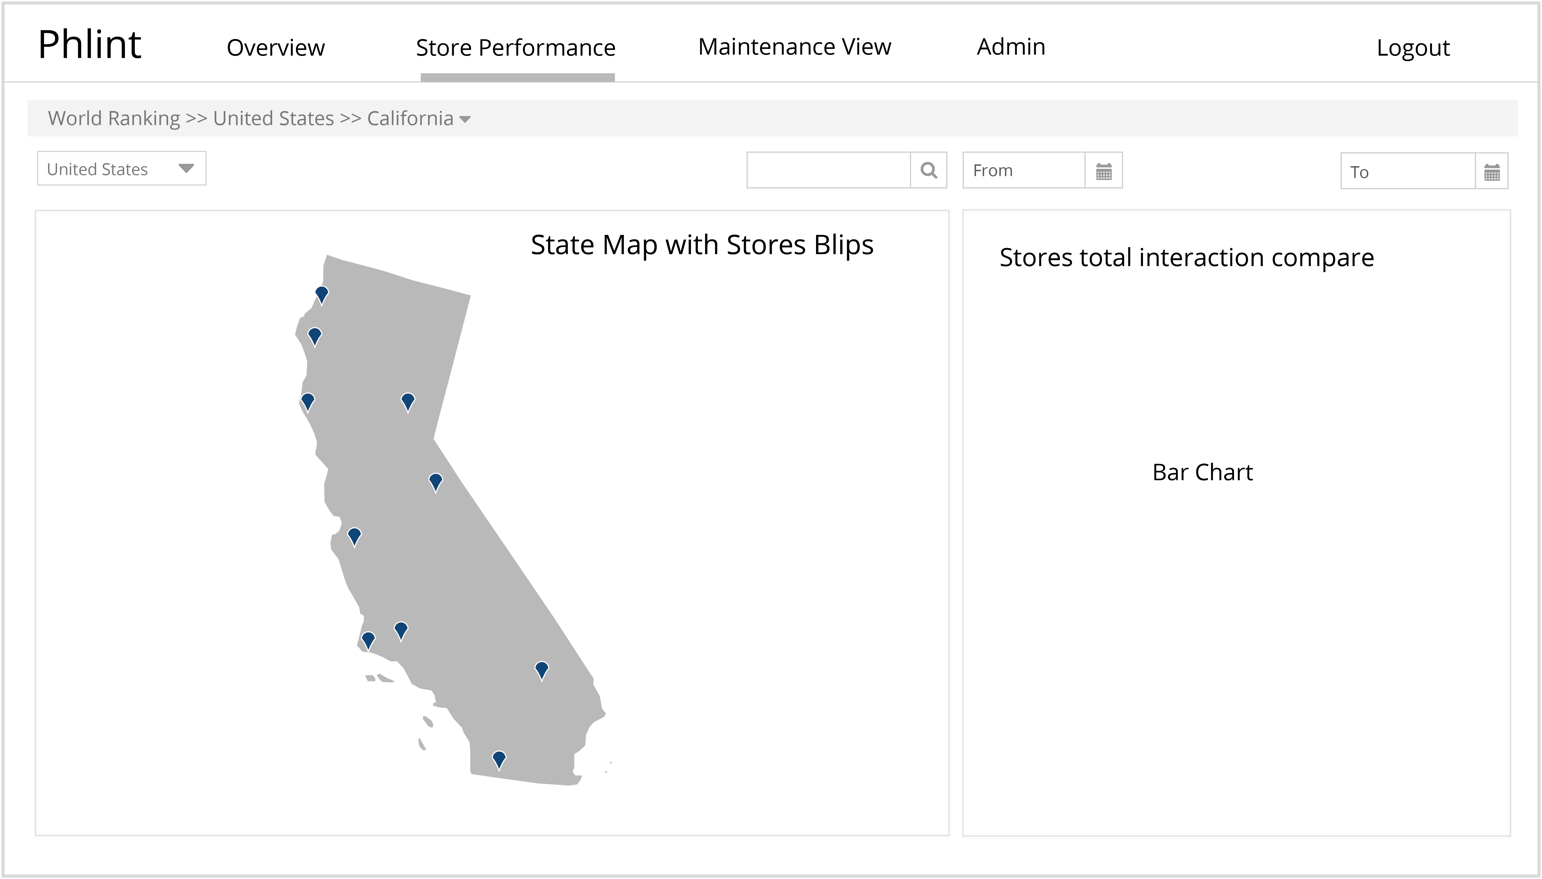 Phlint Overview Store Performance Maintenance View Admin Logout
World Ranking >> United States >> California
United States From To
State Map with Stores Blips
Stores total interaction compare
Bar Chart